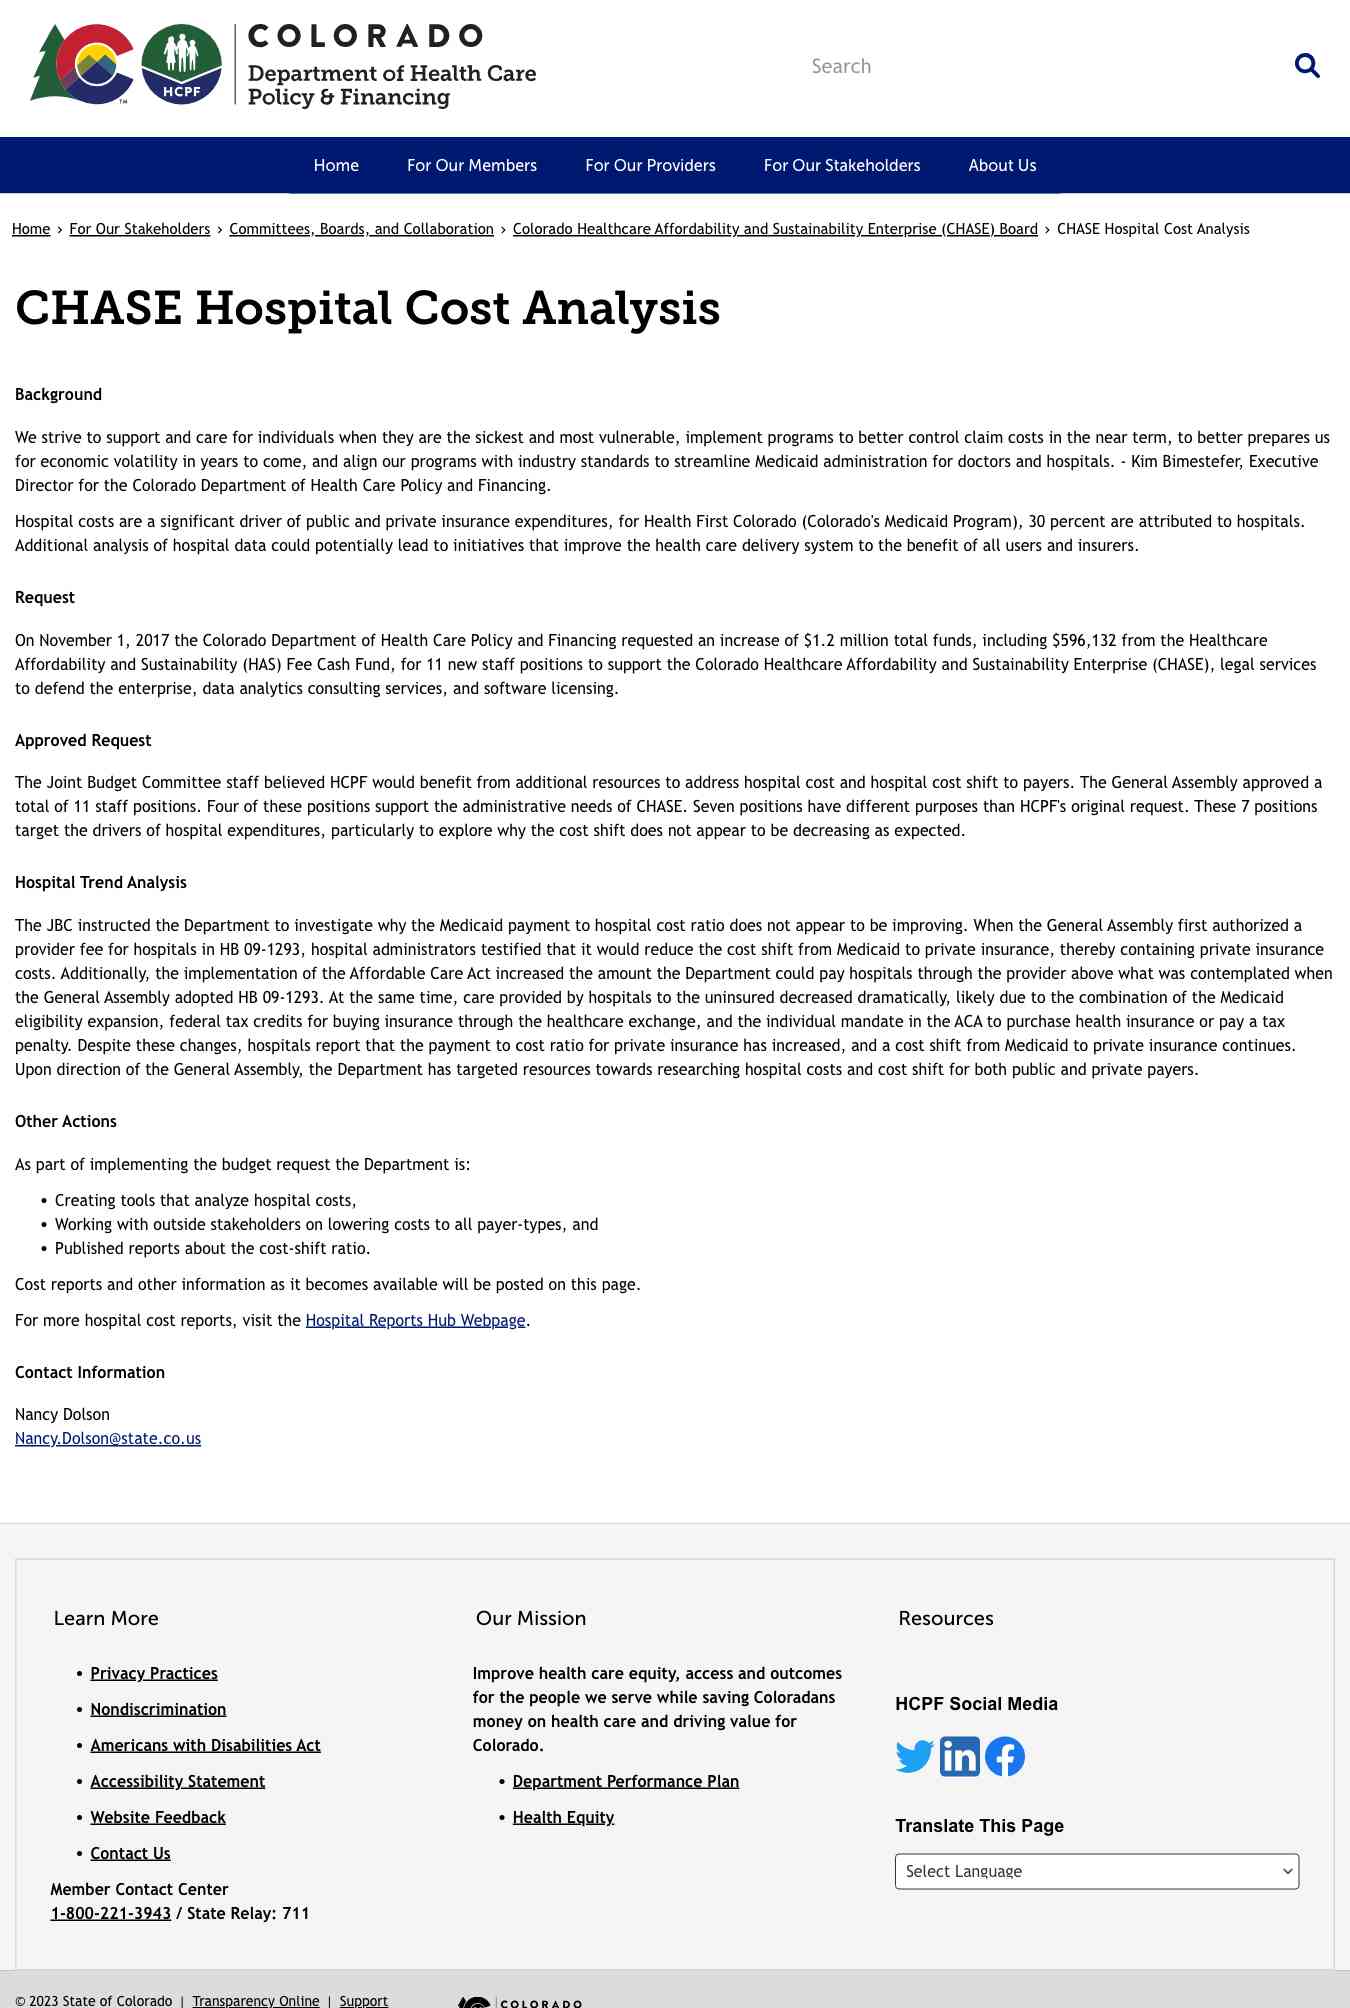 COLORADO
Department of Health Care
Policy & Financing
HCPF
TM
Search
Home
For Our Members
For Our Providers
For Our Stakeholders
About Us
Home › For Our Stakeholders › Committees, Boards, and Collaboration › Colorado Healthcare Affordability and Sustainability Enterprise (CHASE) Board › CHASE Hospital Cost Analysis
CHASE Hospital Cost Analysis
Background
We strive to support and care for individuals when they are the sickest and most vulnerable, implement programs to better control claim costs in the near term, to better prepares us
for economic volatility in years to come, and align our programs with industry standards to streamline Medicaid administration for doctors and hospitals. - Kim Bimestefer, Executive
Director for the Colorado Department of Health Care Policy and Financing.
Hospital costs are a significant driver of public and private insurance expenditures, for Health First Colorado (Colorado's Medicaid Program), 30 percent are attributed to hospitals.
Additional analysis of hospital data could potentially lead to initiatives that improve the health care delivery system to the benefit of all users and insurers.
Request
On November 1, 2017 the Colorado Department of Health Care Policy and Financing requested an increase of $1.2 million total funds, including $596,132 from the Healthcare
Affordability and Sustainability (HAS) Fee Cash Fund, for 11 new staff positions to support the Colorado Healthcare Affordability and Sustainability Enterprise (CHASE), legal services
to defend the enterprise, data analytics consulting services, and software licensing.
Approved Request
The Joint Budget Committee staff believed HCPF would benefit from additional resources to address hospital cost and hospital cost shift to payers. The General Assembly approved a
total of 11 staff positions. Four of these positions support the administrative needs of CHASE. Seven positions have different purposes than HCPF's original request. These 7 positions
target the drivers of hospital expenditures, particularly to explore why the cost shift does not appear to be decreasing as expected.
Hospital Trend Analysis
The JBC instructed the Department to investigate why the Medicaid payment to hospital cost ratio does not appear to be improving. When the General Assembly first authorized a
provider fee for hospitals in HB 09-1293, hospital administrators testified that it would reduce the cost shift from Medicaid to private insurance, thereby containing private insurance
costs. Additionally, the implementation of the Affordable Care Act increased the amount the Department could pay hospitals through the provider above what was contemplated when
the General Assembly adopted HB 09-1293. At the same time, care provided by hospitals to the uninsured decreased dramatically, likely due to the combination of the Medicaid
eligibility expansion, federal tax credits for buying insurance through the healthcare exchange, and the individual mandate in the ACA to purchase health insurance or pay a tax
penalty. Despite these changes, hospitals report that the payment to cost ratio for private insurance has increased, and a cost shift from Medicaid to private insurance continues.
Upon direction of the General Assembly, the Department has targeted resources towards researching hospital costs and cost shift for both public and private payers.
Other Actions
As part of implementing the budget request the Department is:
• Creating tools that analyze hospital costs,
• Working with outside stakeholders on lowering costs to all payer-types, and
• Published reports about the cost-shift ratio.
Cost reports and other information as it becomes available will be posted on this page.
For more hospital cost reports, visit the Hospital Reports Hub Webpage.
Contact Information
Nancy Dolson
Nancy.Dolson@state.co.us
Learn More
• Privacy Practices
• Nondiscrimination
• Americans with Disabilities Act
• Accessibility Statement
• Website Feedback
• Contact Us
Member Contact Center
1-800-221-3943 / State Relay: 711
Our Mission
Improve health care equity, access and outcomes
for the people we serve while saving Coloradans
money on health care and driving value for
Colorado.
• Department Performance Plan
• Health Equity
Resources
HCPF Social Media
in
Translate This Page
Select Language
© 2023 State of Colorado | Transparency Online | Support
COLORADO